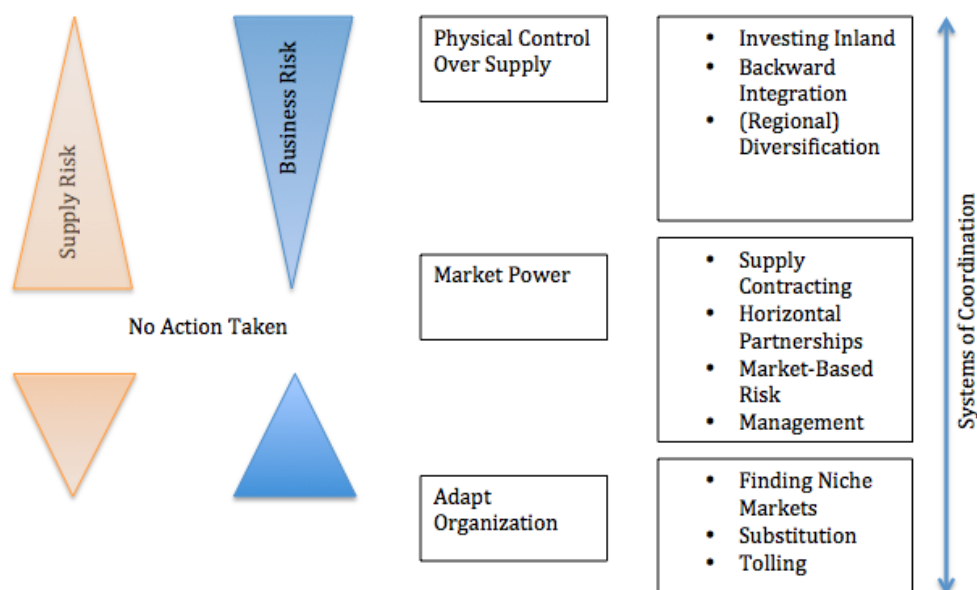 Supply Risk
Business Risk
No Action Taken
Physical Control
Over Supply
• Investing Inland
• Backward
Integration
• (Regional)
Diversification
Market Power
• Supply
Contracting
• Horizontal
Partnerships
• Market-Based
Risk
• Management
Adapt
Organization
• Finding Niche
Markets
• Substitution
• Tolling
Systems of Coordination